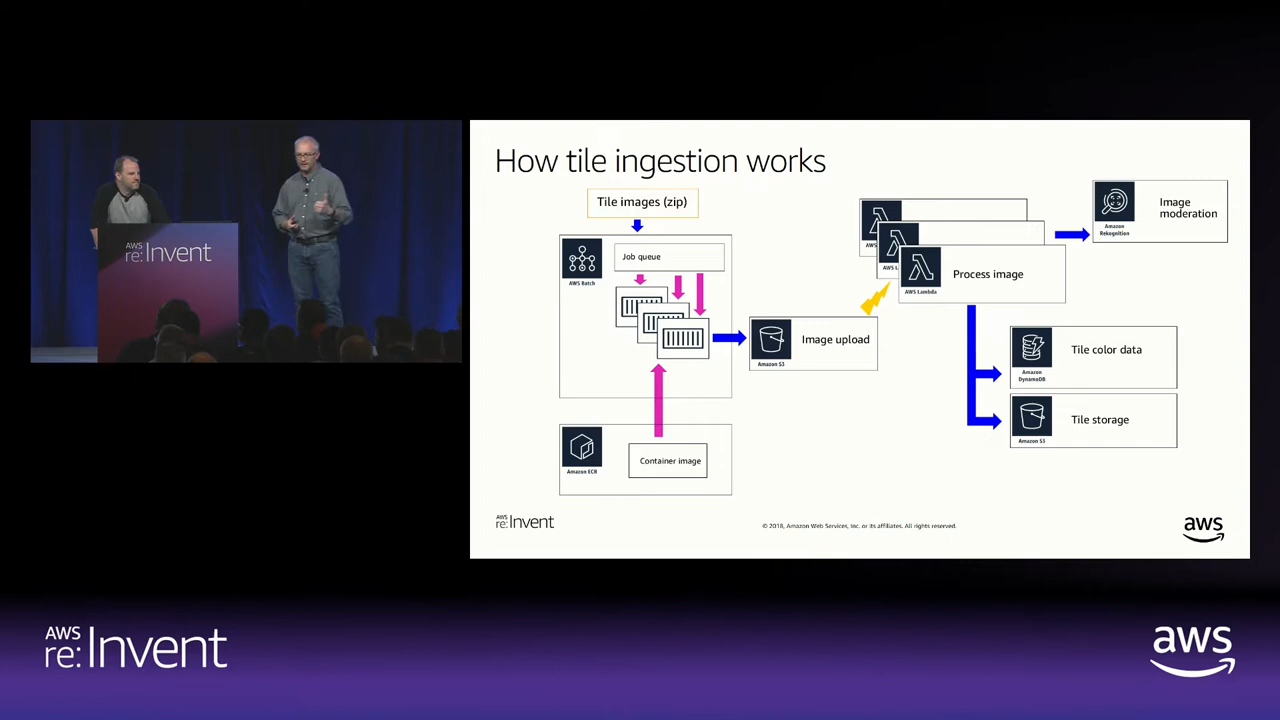 How tile ingestion works
Tile images (zip)
AWS Batch
Job queue
Amazon ECR
Container image
Amazon S3
Image upload
AWS
AWS L
AWS Lambda
Process image
Amazon
Rekognition
Image
moderation
Amazon
DynamoDB
Tile color data
Amazon S3
Tile storage
AWS
re:Invent
© 2018, Amazon Web Services, Inc. or its affiliates. All rights reserved.
aws
AWS
re:Invent
AWS
re:Invent
aws